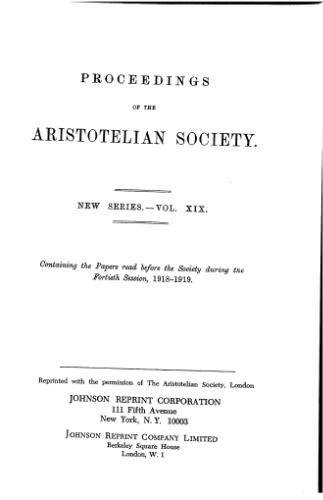 PROCEEDINGS
OF THE
ARISTOTELIAN SOCIETY.
NEW SERIES.—VOL. XIX.
Containing the Papers read before the Society during the
Fortieth Session, 1918-1919.
Reprinted with the permission of The Aristotelian Society, London
JOHNSON REPRINT CORPORATION
111 Fifth Avenue
New York, N. Y. 10003
JOHNSON REPRINT COMPANY LIMITED
Berkeley Square House
London, W. 1